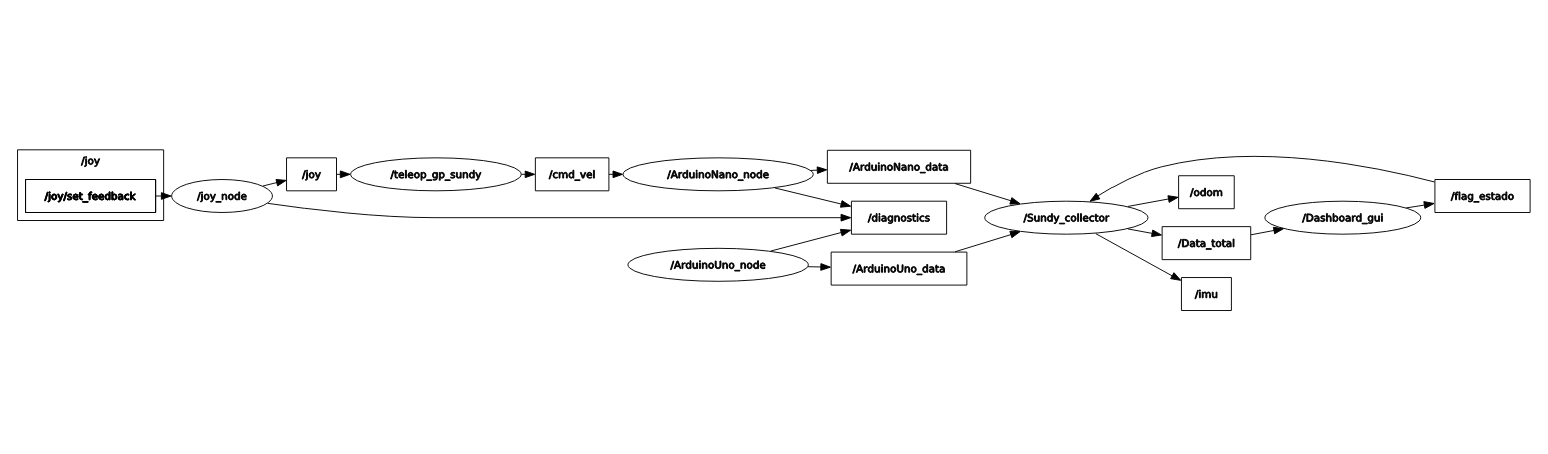 /joy
/joy/set_feedback
/joy_node
/joy
/teleop_gp_sundy
/cmd_vel
/ArduinoNano_node
/ArduinoUno_node
/ArduinoNano_data
/diagnostics
/ArduinoUno_data
/Sundy_collector
/odom
/Data_total
/imu
/Dashboard_gui
/flag_estado